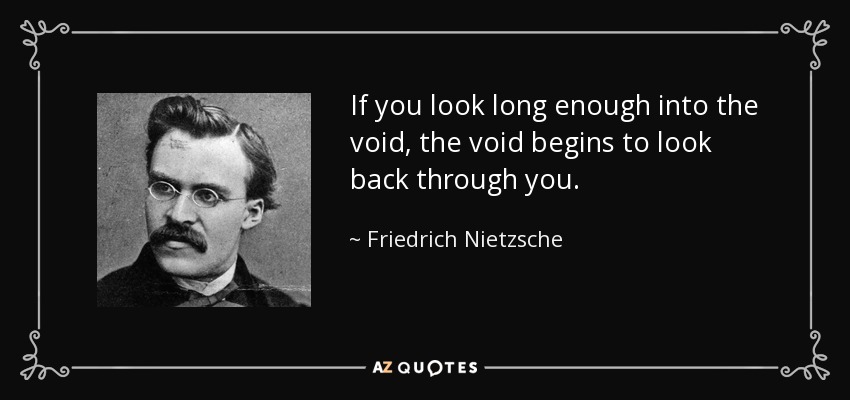 If you look long enough into the
void, the void begins to look
back through you.
~ Friedrich Nietzsche
AZ QUOTES